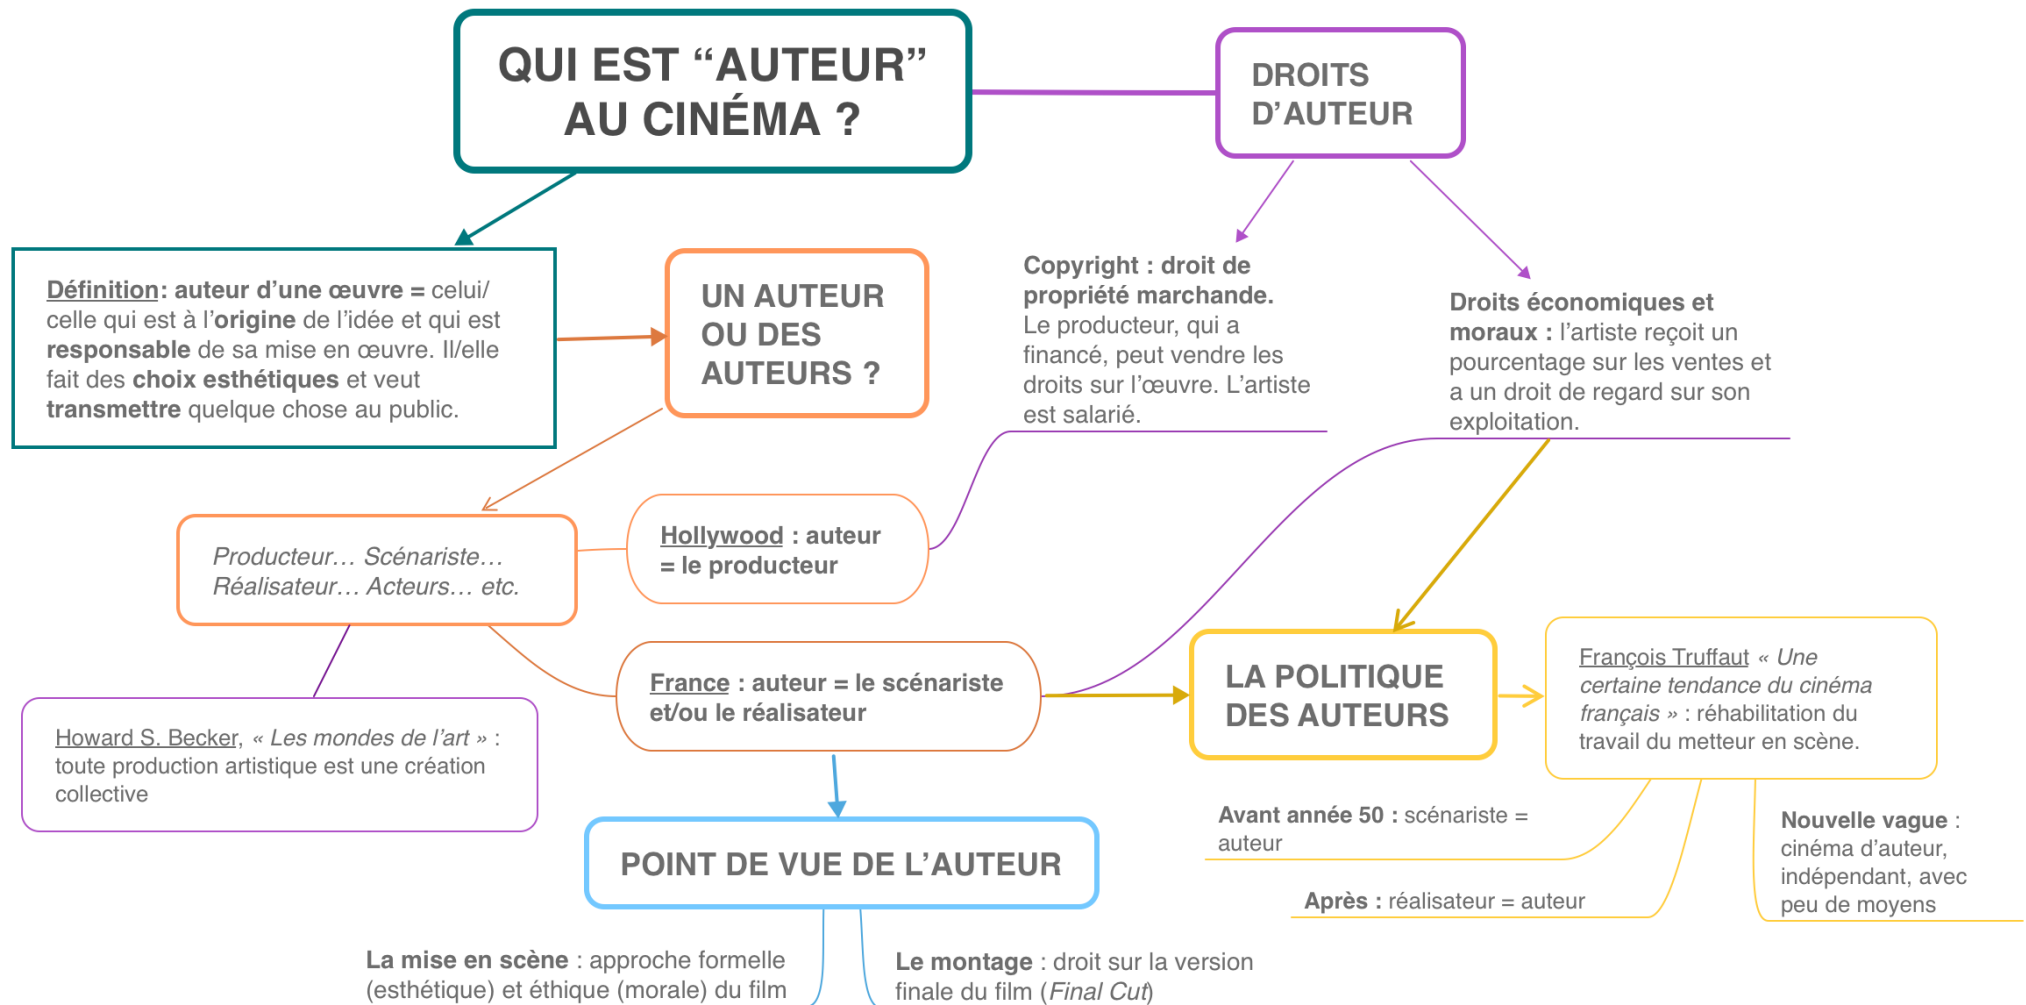 QUI EST “AUTEUR”
AU CINÉMA ?
DROITS
D’AUTEUR
Définition: auteur d’une œuvre = celui/
celle qui est à l’origine de l’idée et qui est
responsable de sa mise en œuvre. Il/elle
fait des choix esthétiques et veut
transmettre quelque chose au public.
UN AUTEUR
OU DES
AUTEURS ?
Copyright : droit de
propriété marchande.
Le producteur, qui a
financé, peut vendre les
droits sur l’œuvre. L’artiste
est salarié.
Droits économiques et
moraux : l’artiste reçoit un
pourcentage sur les ventes et
a un droit de regard sur son
exploitation.
Producteur… Scénariste…
Réalisateur… Acteurs… etc.
Hollywood : auteur
= le producteur
France : auteur = le scénariste
et/ou le réalisateur
LA POLITIQUE
DES AUTEURS
François Truffaut « Une
certaine tendance du cinéma
français » : réhabilitation du
travail du metteur en scène.
Howard S. Becker, « Les mondes de l’art » :
toute production artistique est une création
collective
POINT DE VUE DE L’AUTEUR
Avant année 50 : scénariste =
auteur
Après : réalisateur = auteur
Nouvelle vague :
cinéma d’auteur,
indépendant, avec
peu de moyens
La mise en scène : approche formelle
(esthétique) et éthique (morale) du film
Le montage : droit sur la version
finale du film (Final Cut)